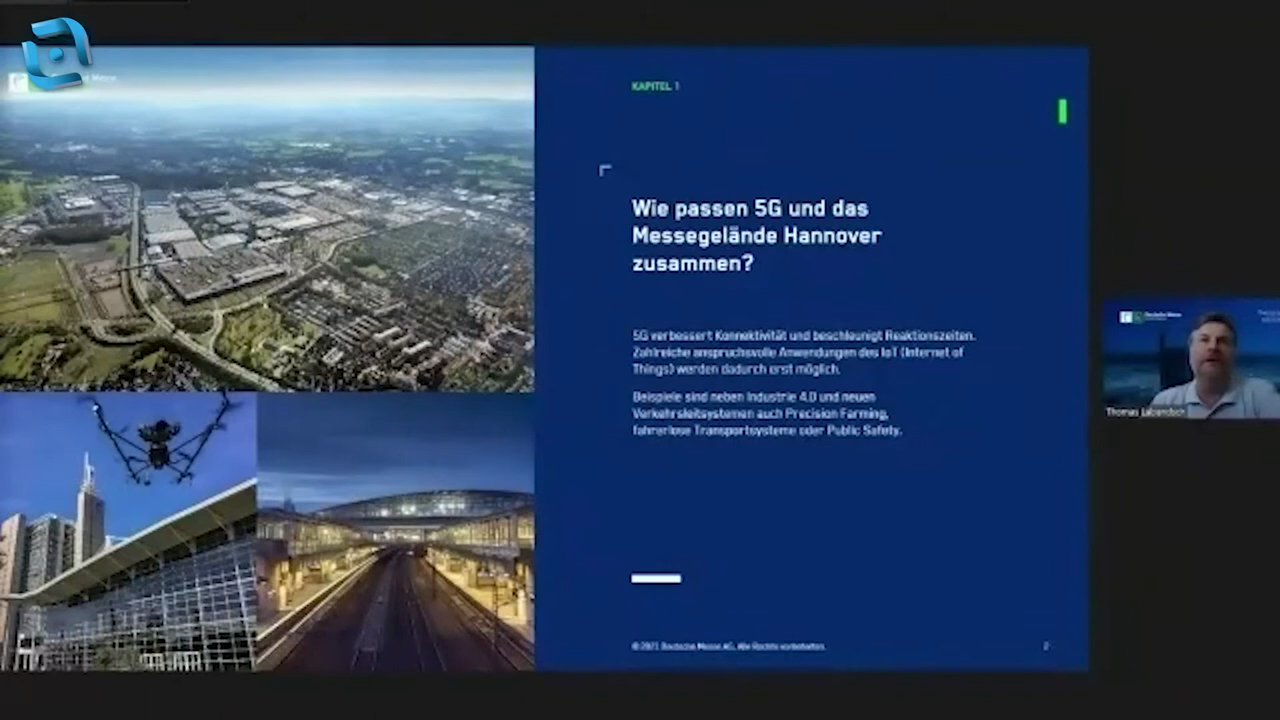 KAPITEL 1
Wie passen 5G und das
Messegelände Hannover
zusammen?
5G verbessert Konnektivität und beschleunigt Reaktionszeiten.
Zahlreiche anspruchsvolle Anwendungen des IoT (Internet of
Things) werden dadurch erst möglich.
Beispiele sind neben Industrie 4.0 und neuen
Verkehrsleitsystemen auch Precision Farming,
fahrerlose Transportsysteme oder Public Safety.
© 2021 Deutsche Messe AG. Alle Rechte vorbehalten.
2
Deutsche Messe
Thomas